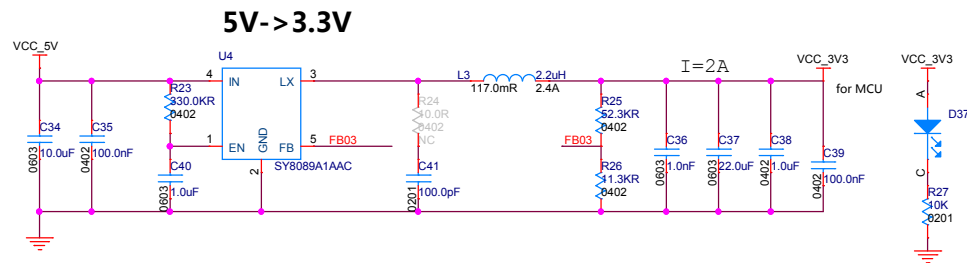 5V->3.3V
VCC_5V
U4
VCC_3V3
VCC_3V3
4
IN
LX
3
L3
2.2uH
I=2A
117.0mR
2.4A
for MCU
R23
330.0KR
0402
R24
10.0R
0402
NC
R25
52.3KR
0402
A
D37
C34
10.0uF
0603
C35
100.0nF
0402
1
EN
GND
FB
5
FB03
FB03
C36
1.0nF
0603
C37
22.0uF
0603
C38
1.0uF
0402
2
SY8089A1AAC
C40
1.0uF
0603
C41
100.0pF
0201
R26
11.3KR
0402
C39
100.0nF
0402
C
R27
10K
0201